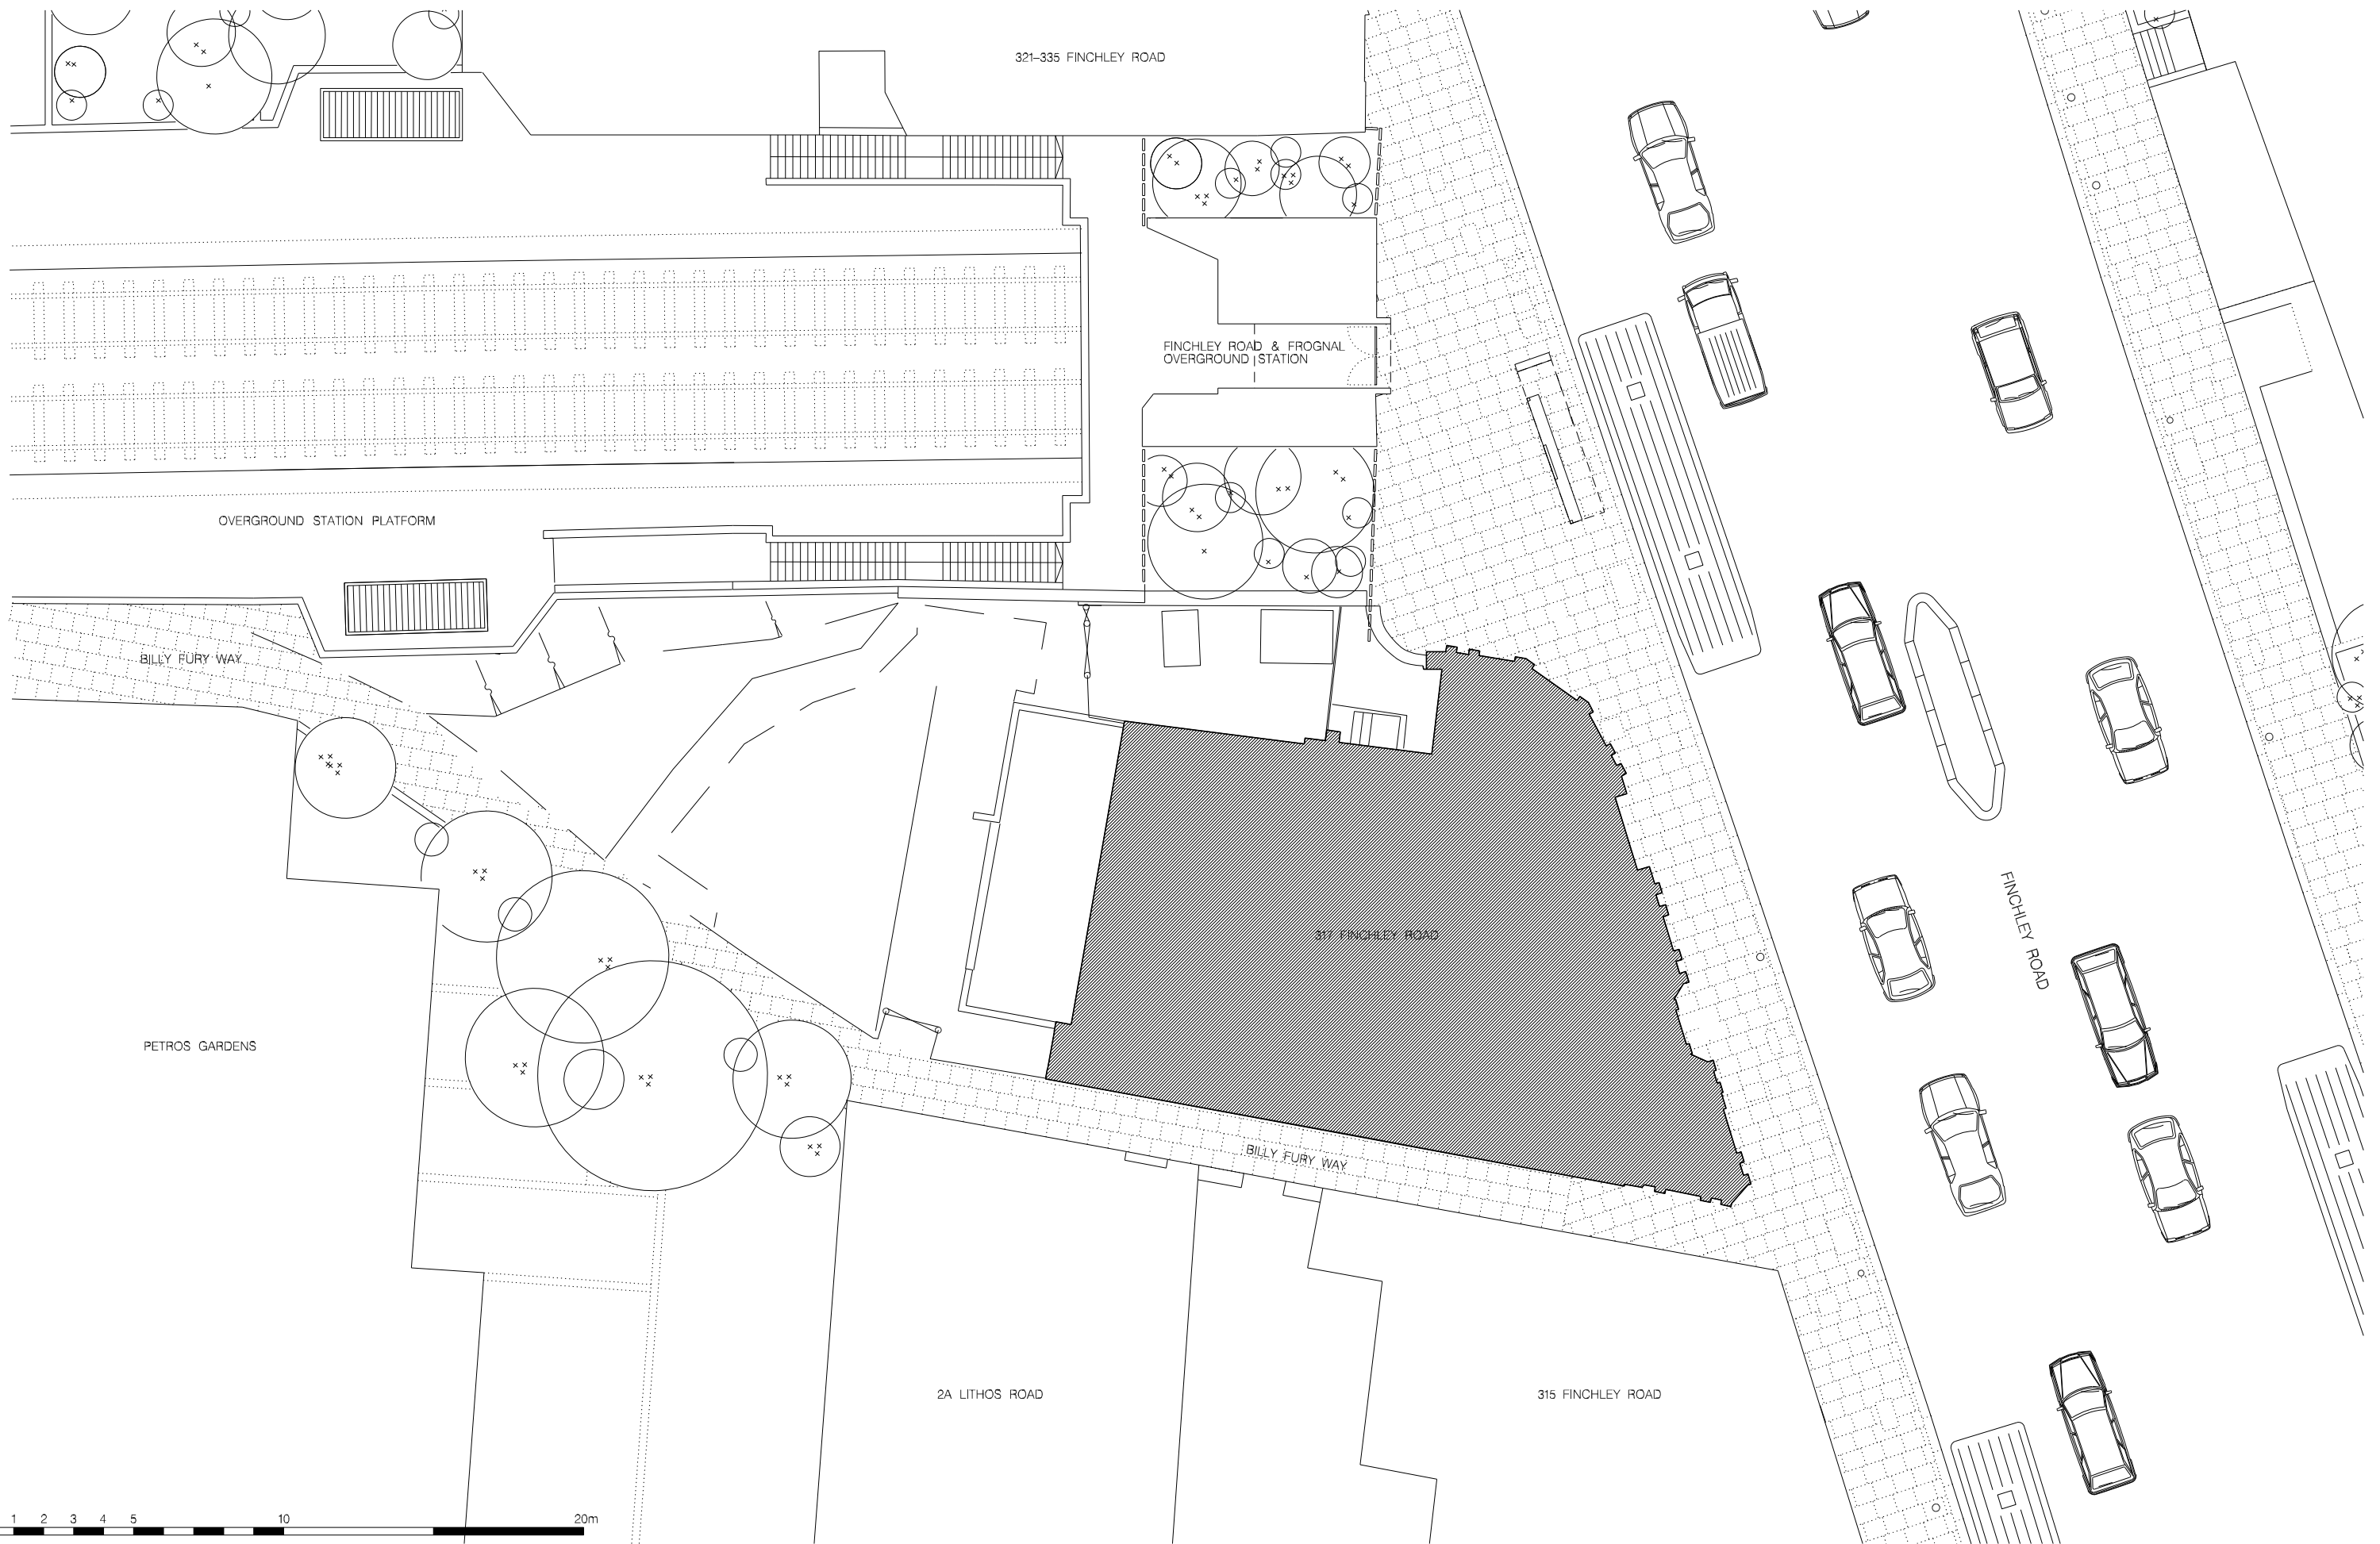 321-335 FINCHLEY ROAD
FINCHLEY ROAD & FROGNAL
OVERGROUND STATION
OVERGROUND STATION PLATFORM
BILLY FURY WAY
317 FINCHLEY ROAD
FINCHLEY ROAD
PETROS GARDENS
BILLY FURY WAY
2A LITHOS ROAD
315 FINCHLEY ROAD
1 2 3 4 5 10 20m